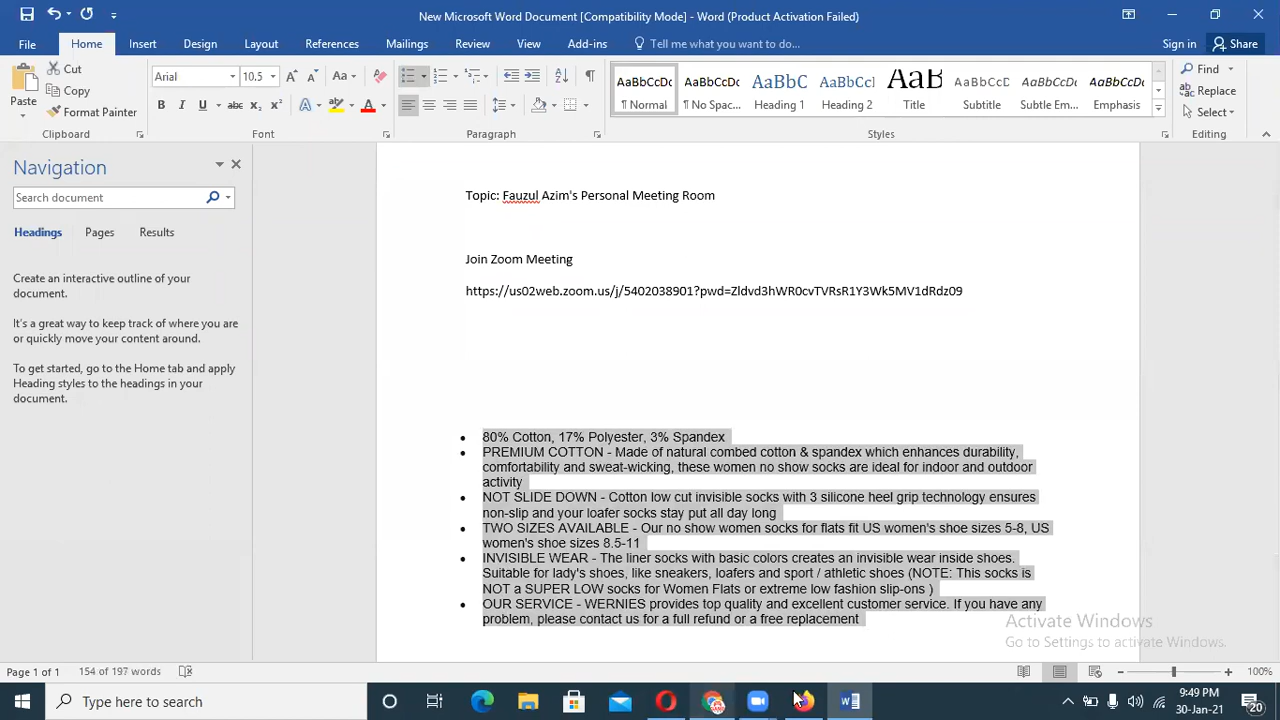 New Microsoft Word Document [Compatibility Mode] - Word (Product Activation Failed)
File Home Insert Design Layout References Mailings Review View Add-ins Tell me what you want to do... Sign in Share
Paste Cut Copy Format Painter
Clipboard
Arial 10.5 Aa
B I U abc X₂ X² A ab A
Font
Paragraph
AaBbCcDc AaBbCcDc AaBbC AaBbCcC AaB AaBbCcD AaBbCcDc AaBbCcDc
¶ Normal ¶ No Spac... Heading 1 Heading 2 Title Subtitle Subtle Em... Emphasis
Styles
Find
Replace
Select
Editing
Navigation
Search document
Headings Pages Results
Create an interactive outline of your
document.
It's a great way to keep track of where you are
or quickly move your content around.
To get started, go to the Home tab and apply
Heading styles to the headings in your
document.
Topic: Fauzul Azim's Personal Meeting Room
Join Zoom Meeting
https://us02web.zoom.us/j/5402038901?pwd=Zldvd3hWR0cvTVRsR1Y3Wk5MV1dRdz09
• 80% Cotton, 17% Polyester, 3% Spandex
• PREMIUM COTTON - Made of natural combed cotton & spandex which enhances durability,
comfortability and sweat-wicking, these women no show socks are ideal for indoor and outdoor
activity
• NOT SLIDE DOWN - Cotton low cut invisible socks with 3 silicone heel grip technology ensures
non-slip and your loafer socks stay put all day long
• TWO SIZES AVAILABLE - Our no show women socks for flats fit US women's shoe sizes 5-8, US
women's shoe sizes 8.5-11
• INVISIBLE WEAR - The liner socks with basic colors creates an invisible wear inside shoes.
Suitable for lady's shoes, like sneakers, loafers and sport / athletic shoes (NOTE: This socks is
NOT a SUPER LOW socks for Women Flats or extreme low fashion slip-ons )
• OUR SERVICE - WERNIES provides top quality and excellent customer service. If you have any
problem, please contact us for a full refund or a free replacement
Activate Windows
Go to Settings to activate Windows.
Page 1 of 1 154 of 197 words 100%
Type here to search
9:49 PM
30-Jan-21
20